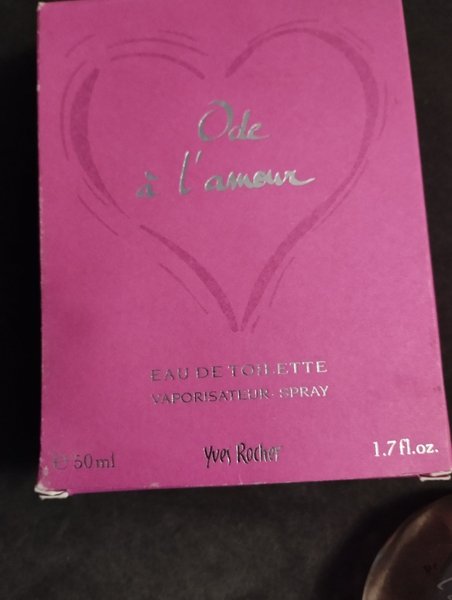 Ode
à l'amour
EAU DE TOILETTE
VAPORISATEUR - SPRAY
℮ 50 ml
Yves Rocher
1.7 fl.oz.